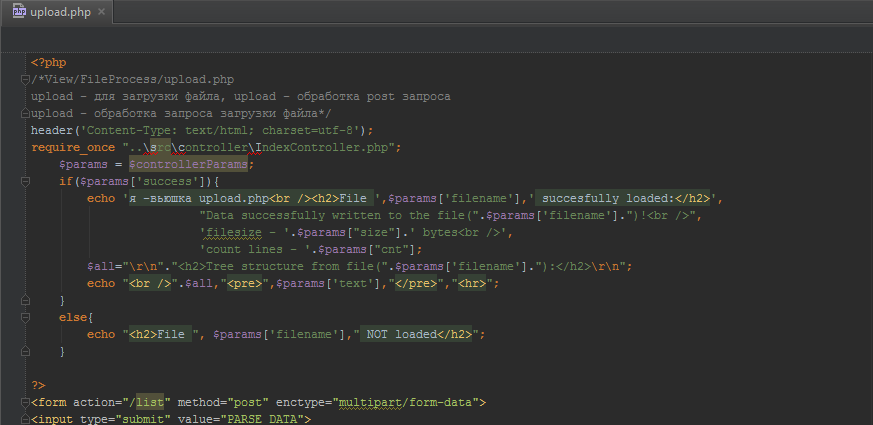 upload.php
<?php
/*View/FileProcess/upload.php
upload - для загрузки файла, upload - обработка post запроса
upload - обработка запроса загрузки файла*/
header('Content-Type: text/html; charset=utf-8');
require_once "..\src\controller\IndexController.php";
$params = $controllerParams;
if($params['success']){
echo 'я -вьюшка upload.php<br /><h2>File ',$params['filename'],' succesfully loaded:</h2>',
"Data successfully written to the file(".$params['filename'].")!<br />",
'filesize - '.$params["size"].' bytes<br />',
'count lines - '.$params["cnt"];
$all="\r\n"."<h2>Tree structure from file(".$params['filename']."):</h2>\r\n";
echo "<br />".$all,"<pre>",$params['text'],"</pre>","<hr>";
}
else{
echo "<h2>File ", $params['filename']," NOT loaded</h2>";
}
?>
<form action="/list" method="post" enctype="multipart/form-data">
<input type="submit" value="PARSE DATA">